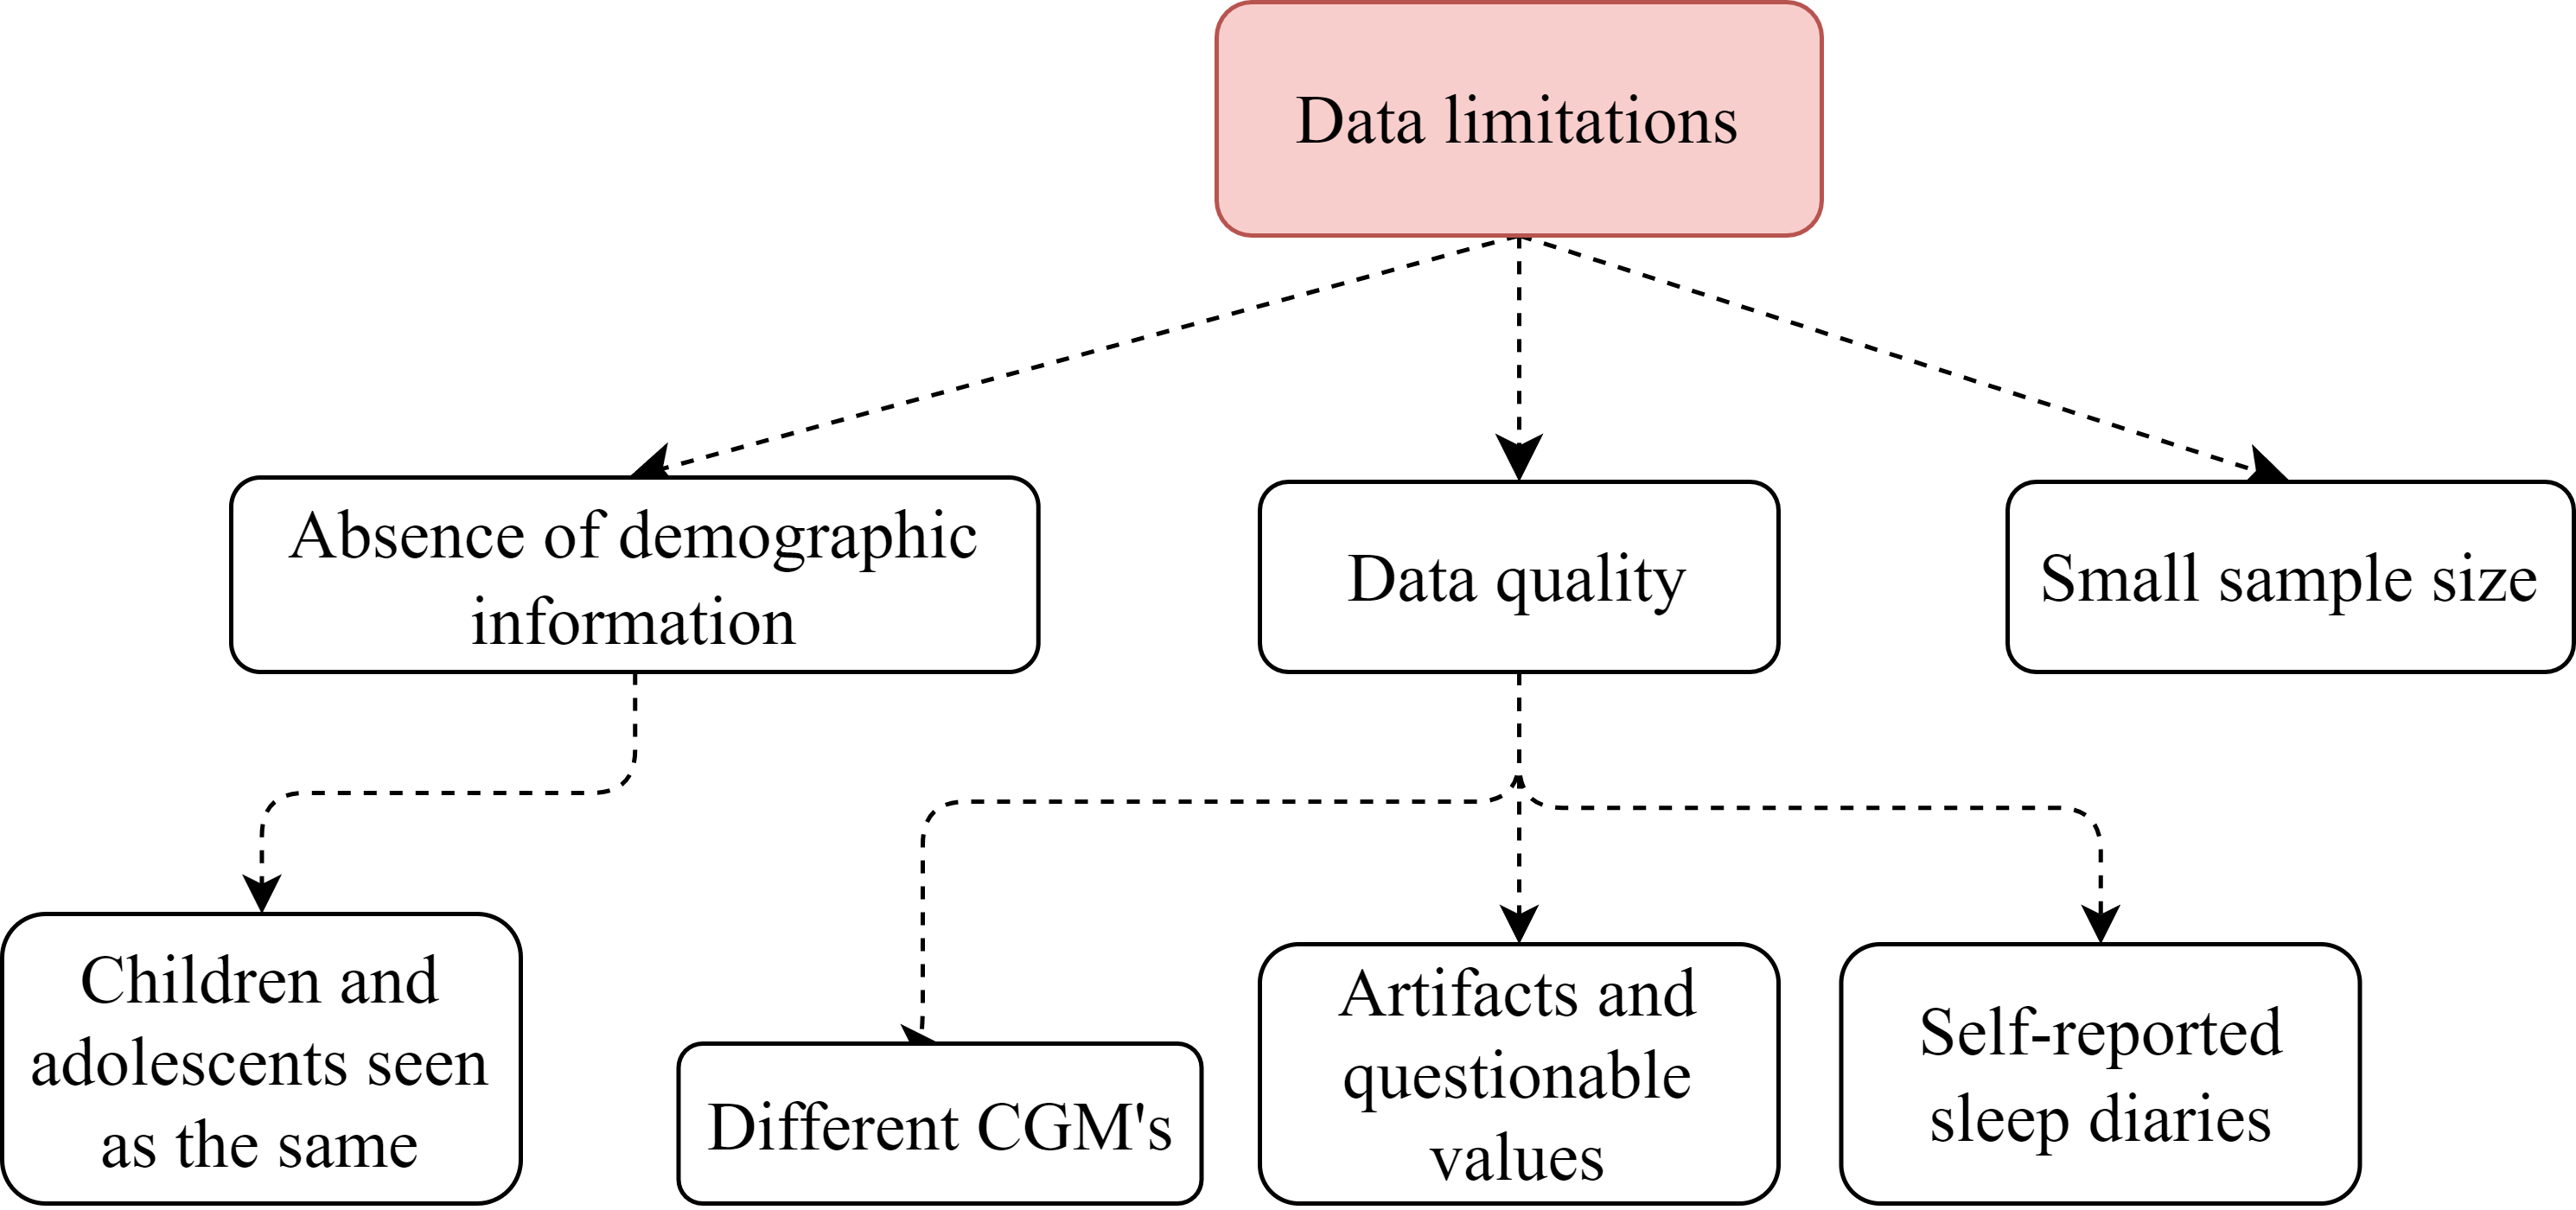 Data limitations
Absence of demographic
information
Data quality
Small sample size
Children and
adolescents seen
as the same
Different CGM's
Artifacts and
questionable
values
Self-reported
sleep diaries